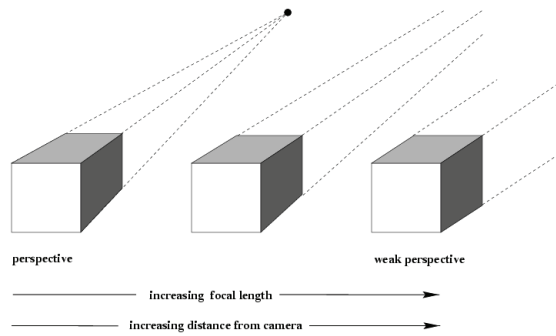 perspective
weak perspective
increasing focal length
increasing distance from camera